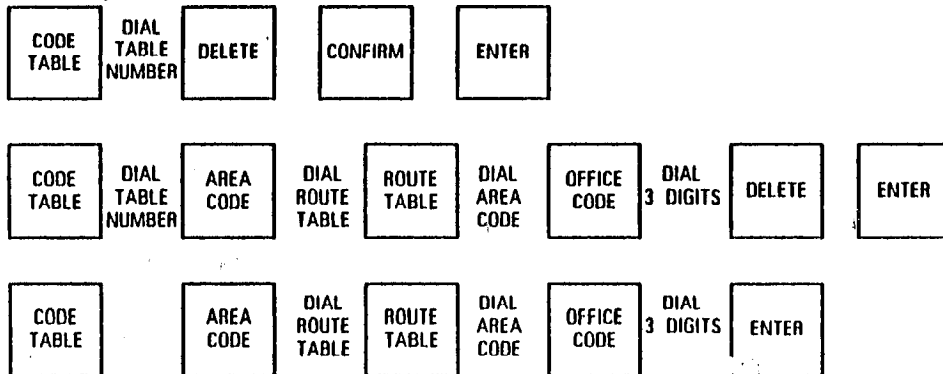 CODE TABLE DIAL TABLE NUMBER DELETE CONFIRM ENTER
CODE TABLE DIAL TABLE NUMBER AREA CODE DIAL ROUTE TABLE ROUTE TABLE DIAL AREA CODE OFFICE CODE DIAL 3 DIGITS DELETE ENTER
CODE TABLE AREA CODE DIAL ROUTE TABLE ROUTE TABLE DIAL AREA CODE OFFICE CODE DIAL 3 DIGITS ENTER